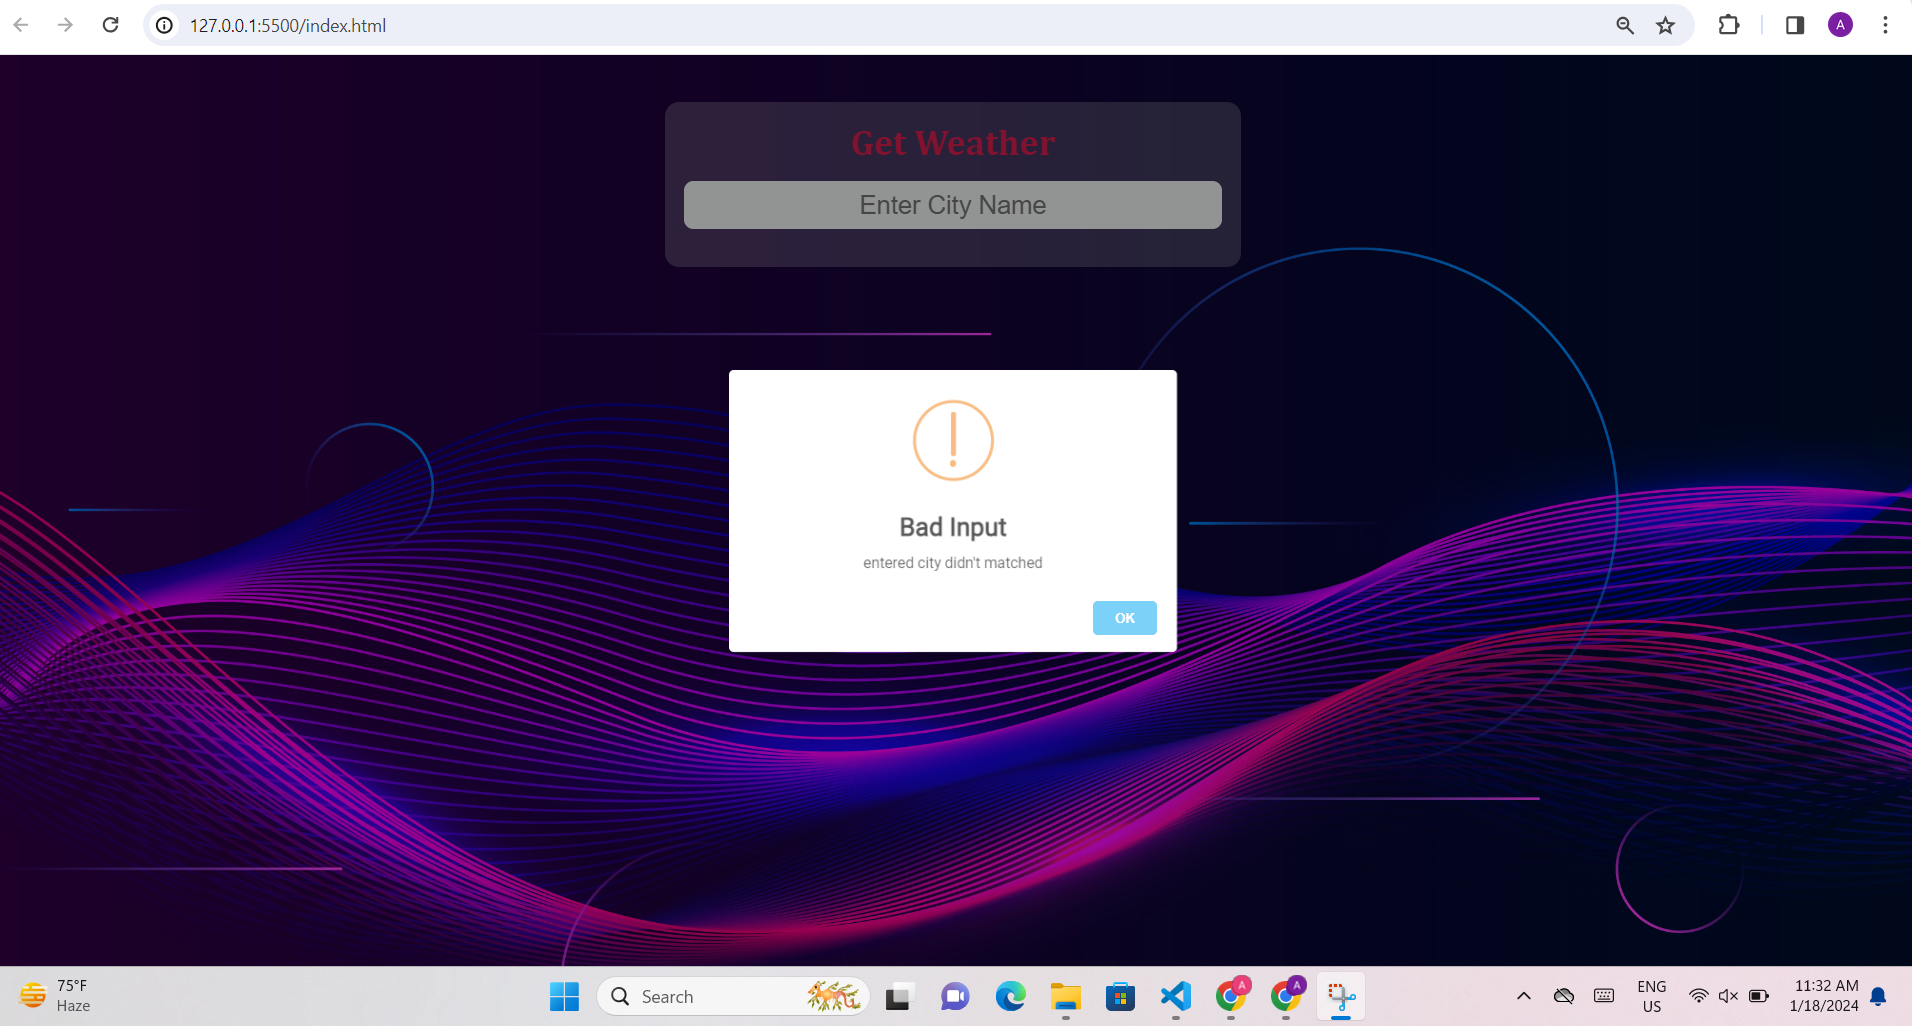 127.0.0.1:5500/index.html
A
Get Weather
Enter City Name
Bad Input
entered city didn't matched
OK
75°F
Haze
Search
A
A
ENG
US
11:32 AM
1/18/2024